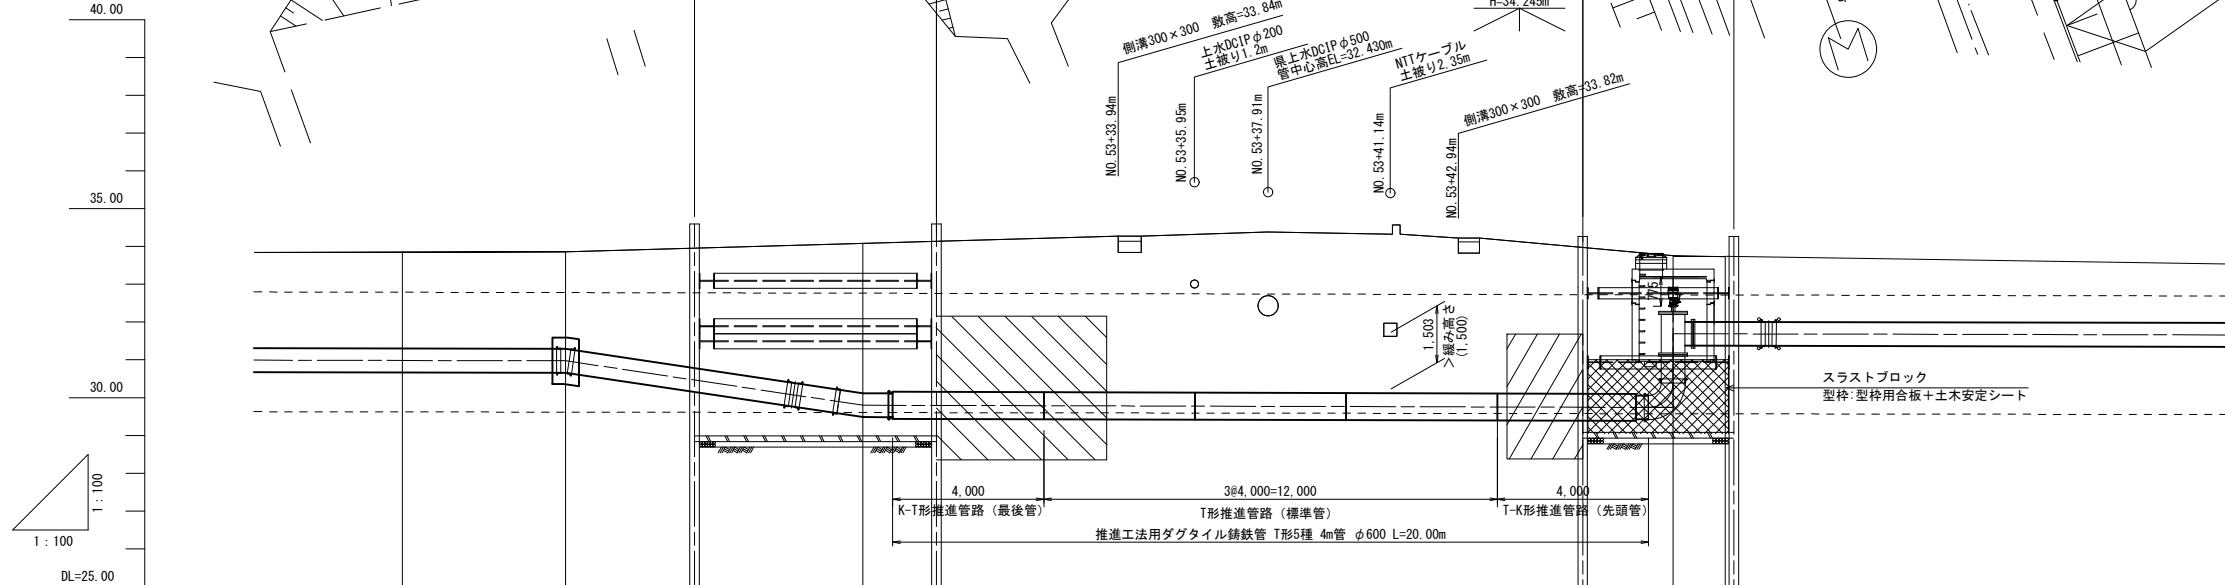 40.00
H=34.245m
側溝300×300 敷高=33.84m
上水DCIPφ200
土被り1.2m
県上水DCIPφ500
管中心高EL=32.430m
NTTケーブル
土被り2.35m
側溝300×300 敷高=33.82m
M
NO.53+33.94m
NO.53+35.95m
NO.53+37.91m
NO.53+41.14m
NO.53+42.94m
35.00
775
1,503
>緩み高さ
(1,500)
30.00
スラストブロック
型枠:型枠用合板+土木安定シート
1:100
1:100
4,000
3@4,000=12,000
4,000
K-T形推進管路（最後管）
T形推進管路（標準管）
T-K形推進管路（先頭管）
推進工法用ダグタイル鋳鉄管 T形5種 4m管 φ600 L=20.00m
DL=25.00